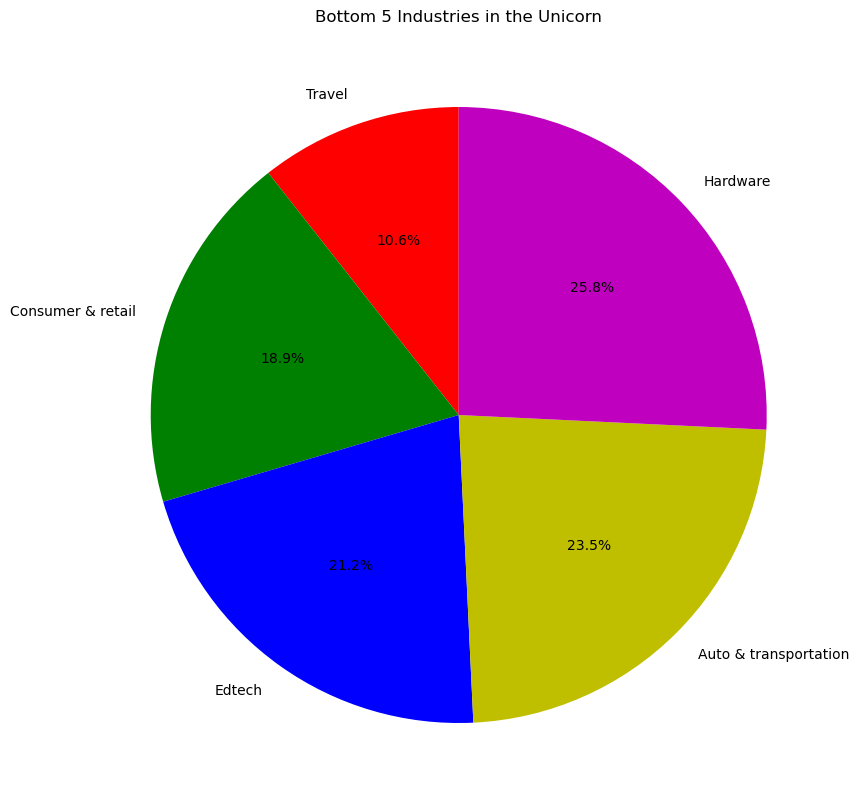 Bottom 5 Industries in the Unicorn
Travel
Hardware
10.6%
25.8%
Consumer & retail
18.9%
23.5%
21.2%
Auto & transportation
Edtech